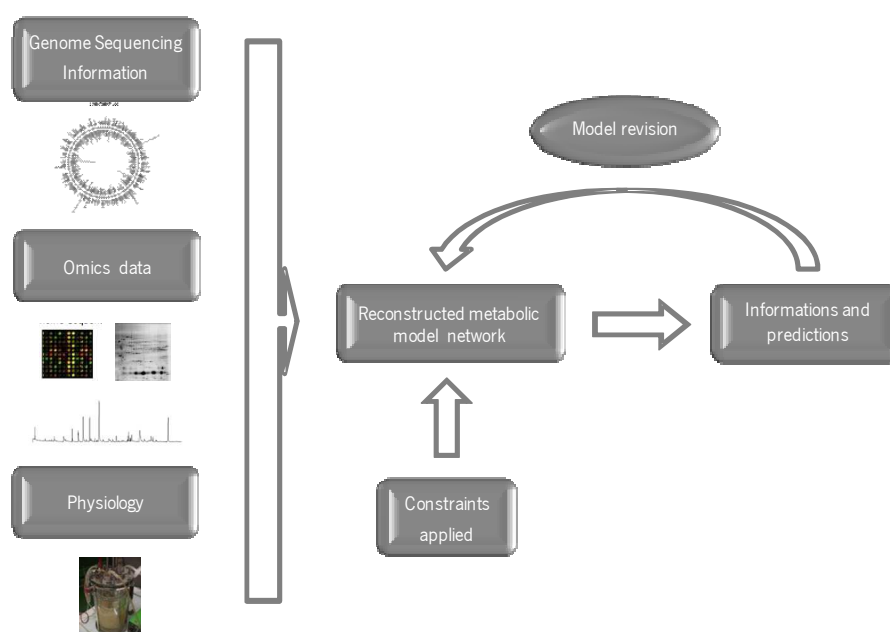 Genome Sequencing
Information
Omics data
Physiology
Model revision
Reconstructed metabolic
model network
Informations and
predictions
Constraints
applied